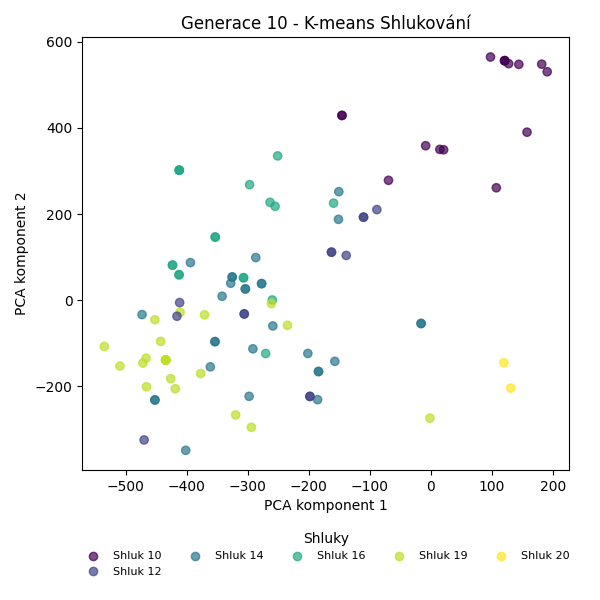 Generace 10 - K-means Shlukování
600
400
200
0
−200
PCA komponent 2
−500 −400 −300 −200 −100 0 100 200
PCA komponent 1
Shluky
Shluk 10 Shluk 14 Shluk 16 Shluk 19 Shluk 20
Shluk 12